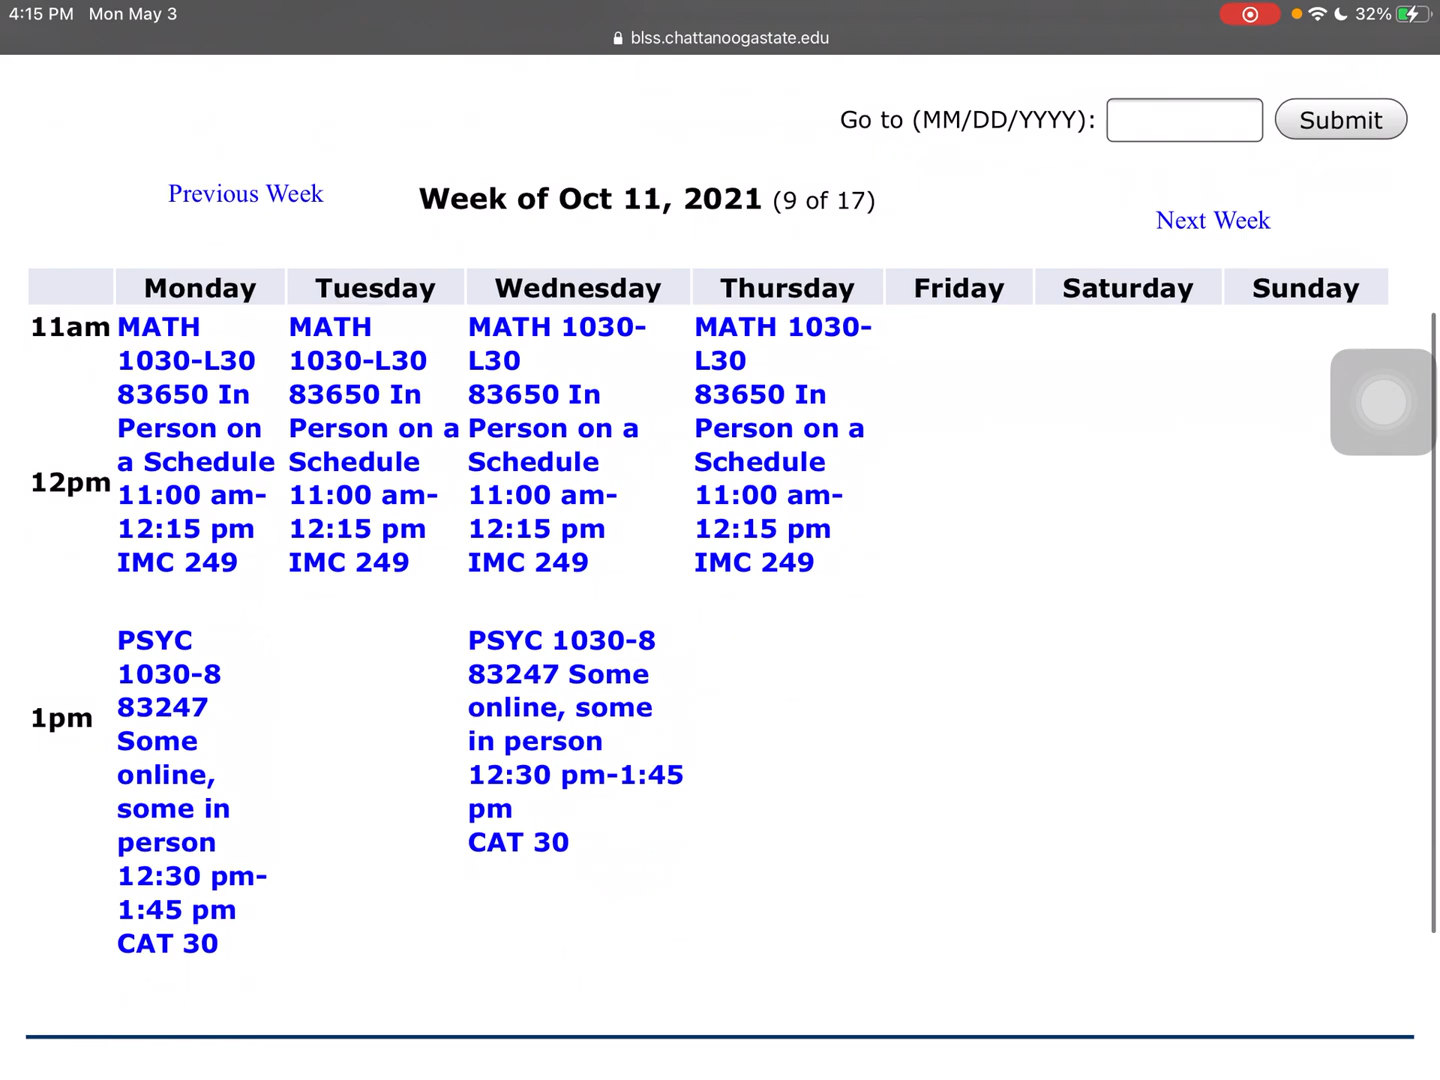 4:15 PM Mon May 3
32%
blss.chattanoogastate.edu
Go to (MM/DD/YYYY):
Submit
Previous Week
Week of Oct 11, 2021 (9 of 17)
Next Week
Monday Tuesday Wednesday Thursday Friday Saturday Sunday
11am
MATH
1030-L30
83650 In
Person on
a Schedule
11:00 am-
12:15 pm
IMC 249
MATH
1030-L30
83650 In
Person on a
Schedule
11:00 am-
12:15 pm
IMC 249
MATH 1030-
L30
83650 In
Person on a
Schedule
11:00 am-
12:15 pm
IMC 249
MATH 1030-
L30
83650 In
Person on a
Schedule
11:00 am-
12:15 pm
IMC 249
12pm
1pm
PSYC
1030-8
83247
Some
online,
some in
person
12:30 pm-
1:45 pm
CAT 30
PSYC 1030-8
83247 Some
online, some
in person
12:30 pm-1:45
pm
CAT 30